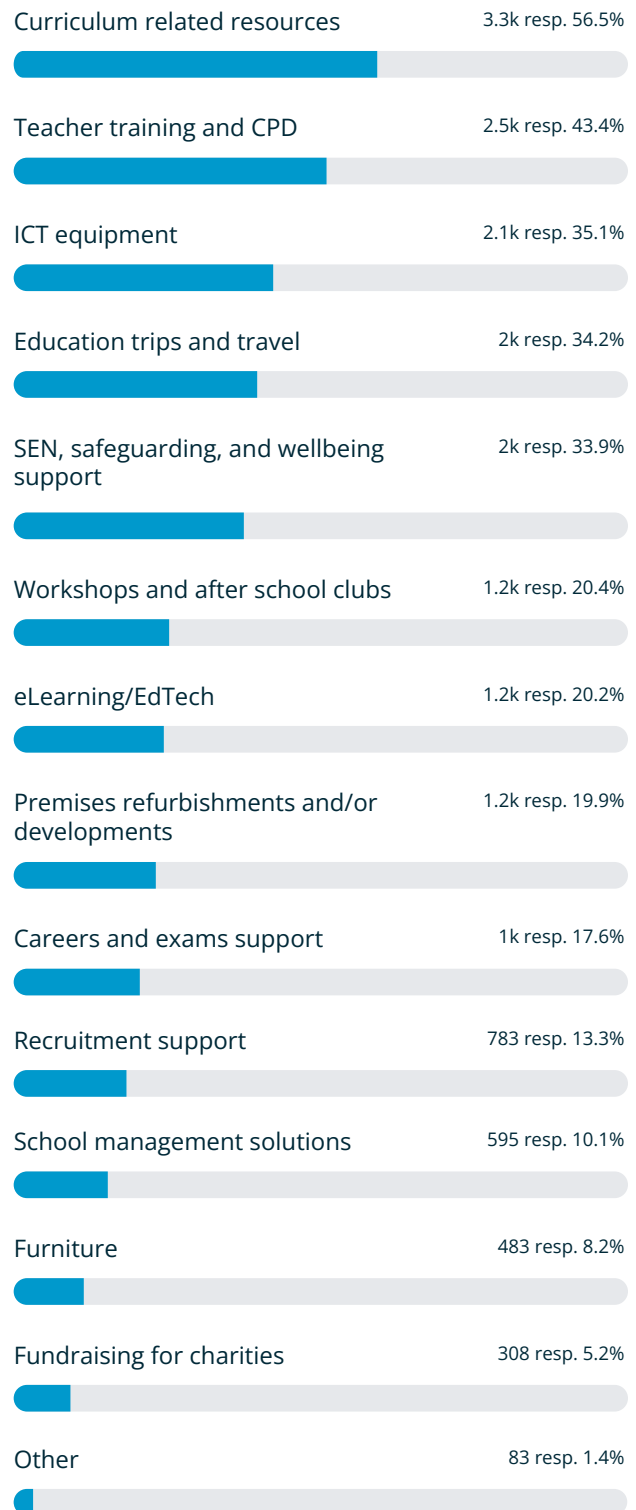 Curriculum related resources 3.3k resp. 56.5%
Teacher training and CPD 2.5k resp. 43.4%
ICT equipment 2.1k resp. 35.1%
Education trips and travel 2k resp. 34.2%
SEN, safeguarding, and wellbeing 2k resp. 33.9%
support
Workshops and after school clubs 1.2k resp. 20.4%
eLearning/EdTech 1.2k resp. 20.2%
Premises refurbishments and/or 1.2k resp. 19.9%
developments
Careers and exams support 1k resp. 17.6%
Recruitment support 783 resp. 13.3%
School management solutions 595 resp. 10.1%
Furniture 483 resp. 8.2%
Fundraising for charities 308 resp. 5.2%
Other 83 resp. 1.4%